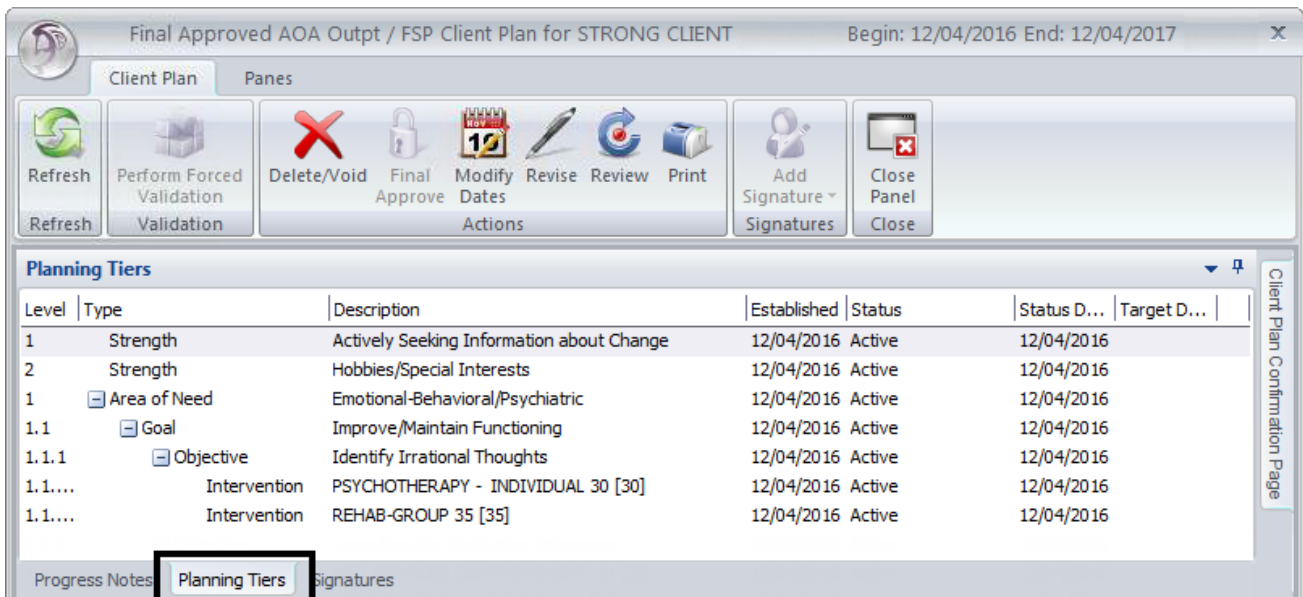 Final Approved AOA Outpt / FSP Client Plan for STRONG CLIENT Begin: 12/04/2016 End: 12/04/2017 x
Client Plan Panes
NOV
10
Refresh Perform Forced Delete/Void Final Modify Revise Review Print Add Close
Validation Approve Dates Signature Panel
Refresh Validation Actions Signatures Close
Planning Tiers
Level Type Description Established Status Status D... Target D...
1 Strength Actively Seeking Information about Change 12/04/2016 Active 12/04/2016
2 Strength Hobbies/Special Interests 12/04/2016 Active 12/04/2016
1 Area of Need Emotional-Behavioral/Psychiatric 12/04/2016 Active 12/04/2016
1.1 Goal Improve/Maintain Functioning 12/04/2016 Active 12/04/2016
1.1.1 Objective Identify Irrational Thoughts 12/04/2016 Active 12/04/2016
1.1.... Intervention PSYCHOTHERAPY - INDIVIDUAL 30 [30] 12/04/2016 Active 12/04/2016
1.1.... Intervention REHAB-GROUP 35 [35] 12/04/2016 Active 12/04/2016
Client Plan Confirmation Page
Progress Notes Planning Tiers Signatures